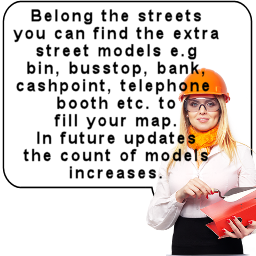 Belong the streets
you can find the extra
street models e.g
bin, busstop, bank,
cashpoint, telephone
booth etc. to
fill your map.
In future updates
the count of models
increases.